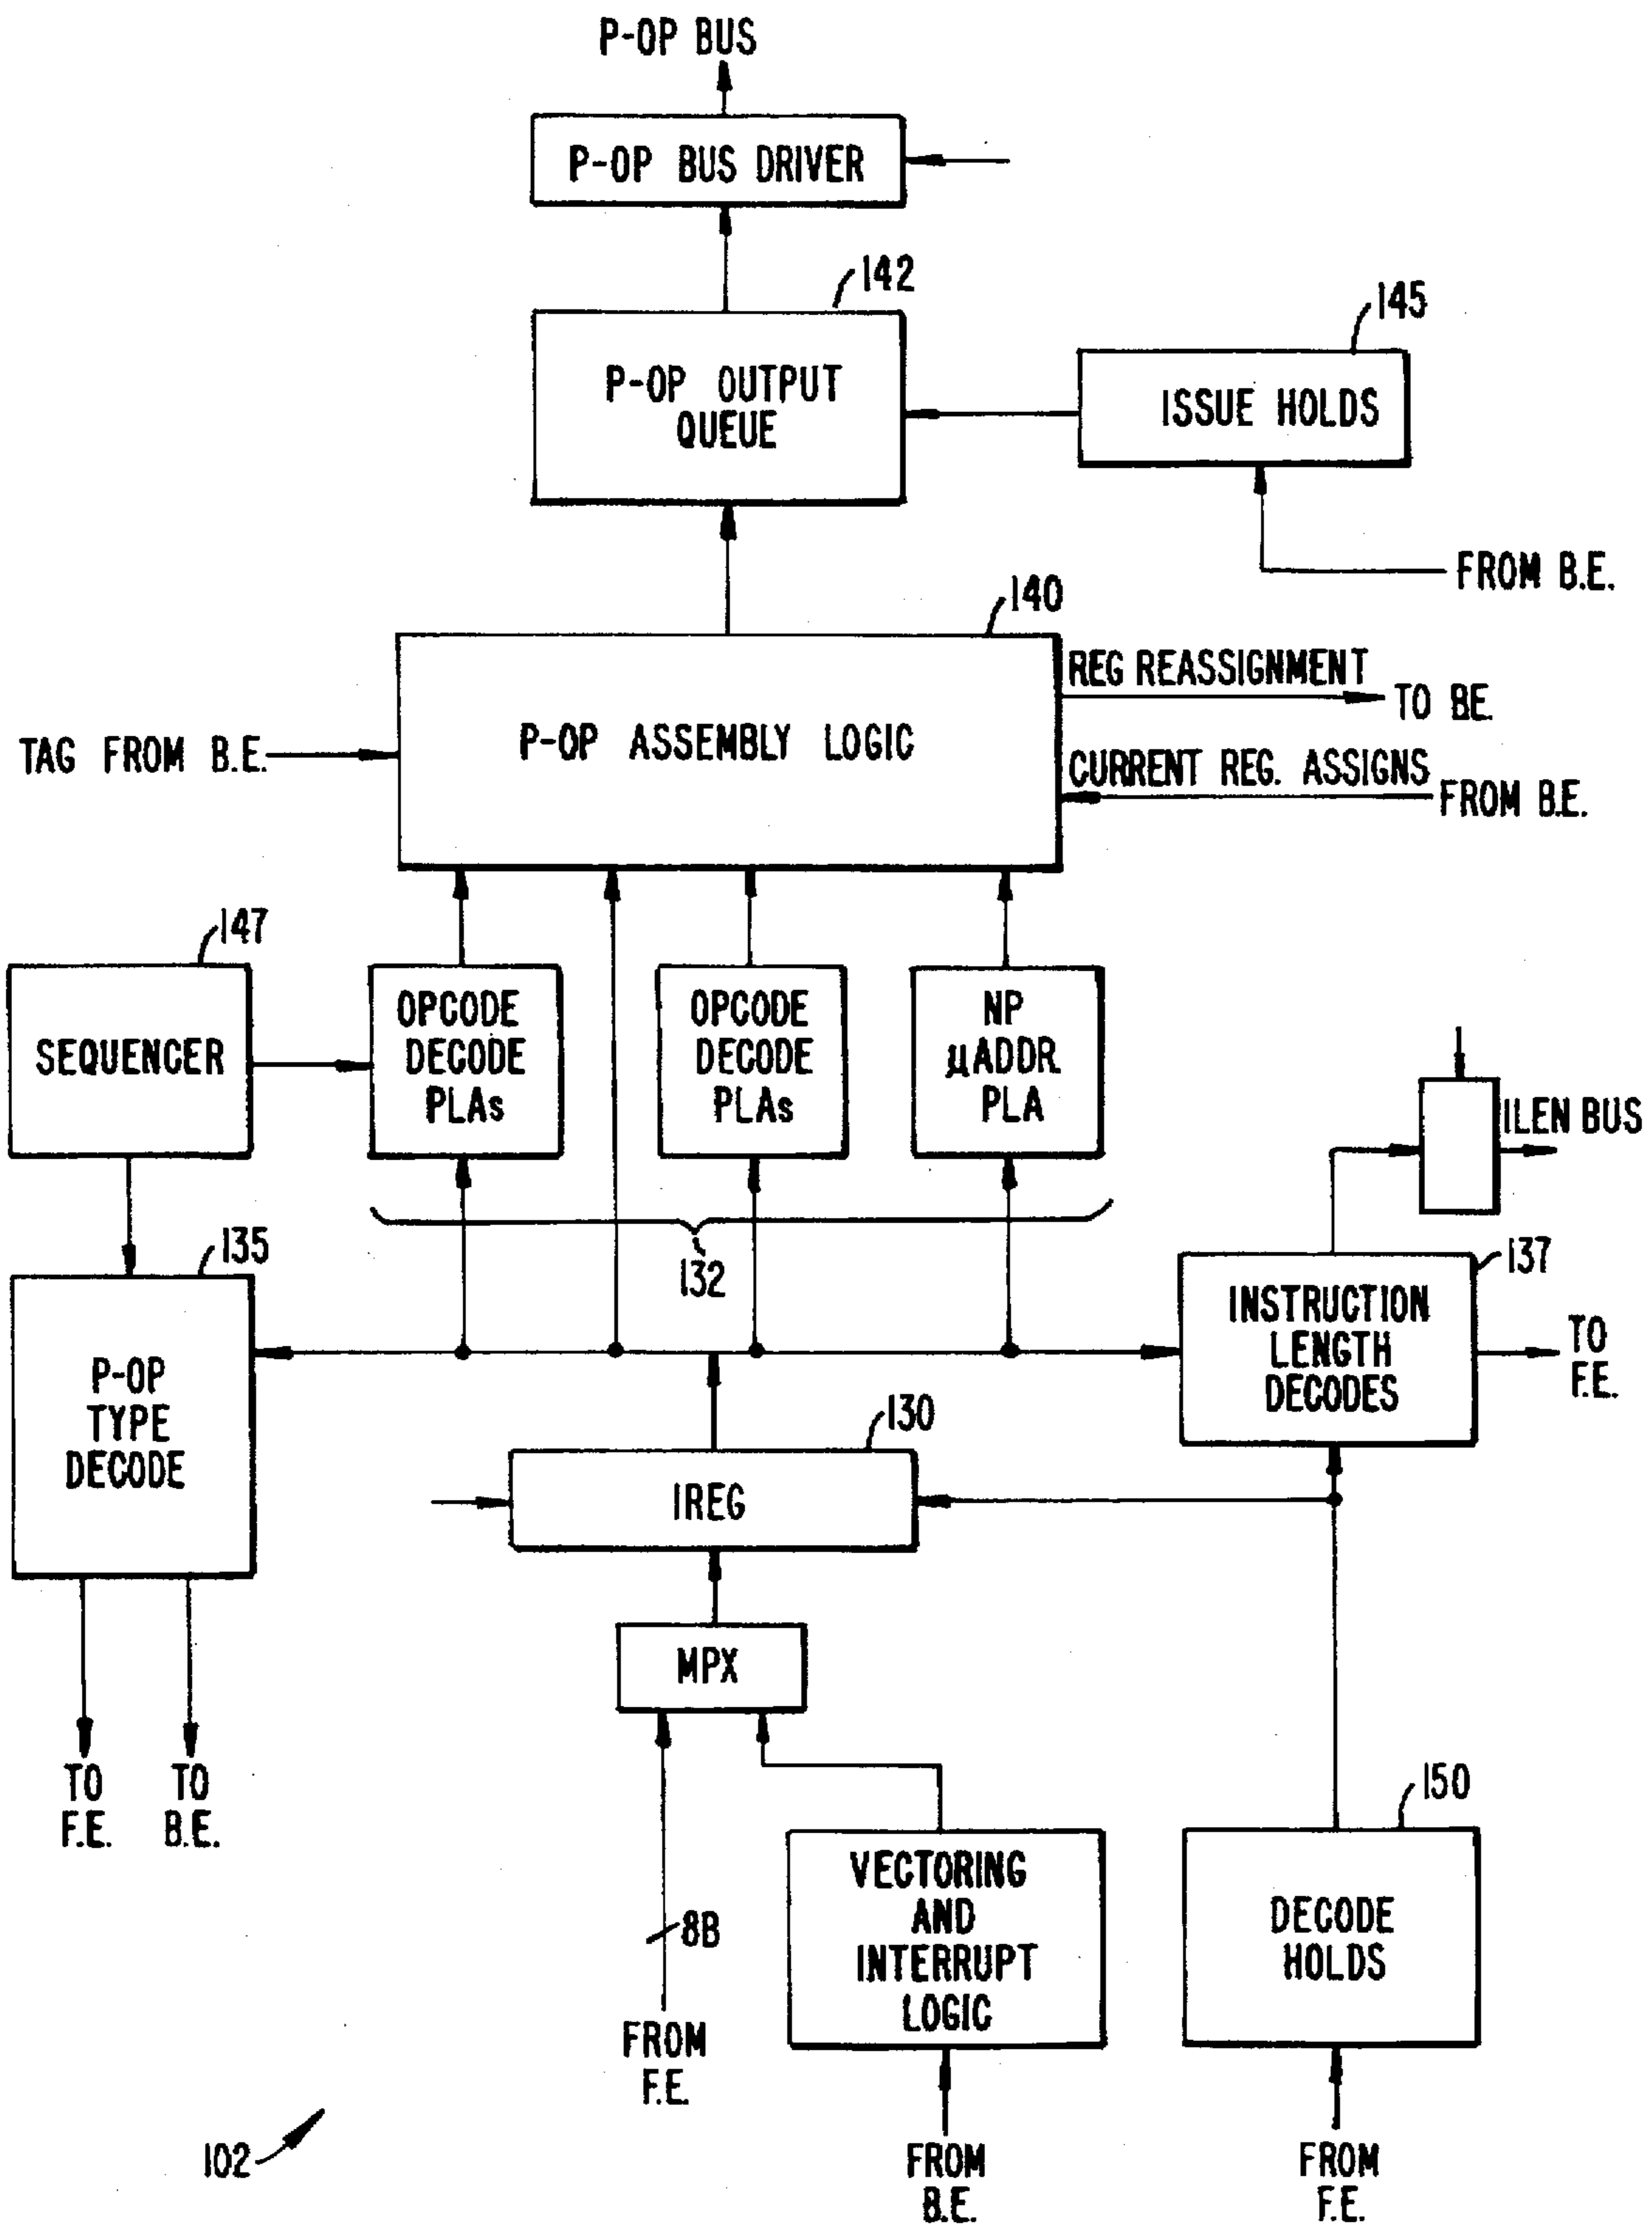 P-OP BUS
P-OP BUS DRIVER
142
P-OP OUTPUT
QUEUE
145
ISSUE HOLDS
FROM B.E.
140
P-OP ASSEMBLY LOGIC
TAG FROM B.E.
REG REASSIGNMENT
TO BE.
CURRENT REG. ASSIGNS
FROM B.E.
147
SEQUENCER
OPCODE
DECODE
PLAs
OPCODE
DECODE
PLAs
NP
μADDR.
PLA
ILEN BUS
132
135
P-OP
TYPE
DECODE
137
INSTRUCTION
LENGTH
DECODES
TO
F.E.
130
IREG
MPX
TO
F.E.
TO
B.E.
8B
FROM
F.E.
VECTORING
AND
INTERRUPT
LOGIC
FROM
B.E.
150
DECODE
HOLDS
FROM
F.E.
102